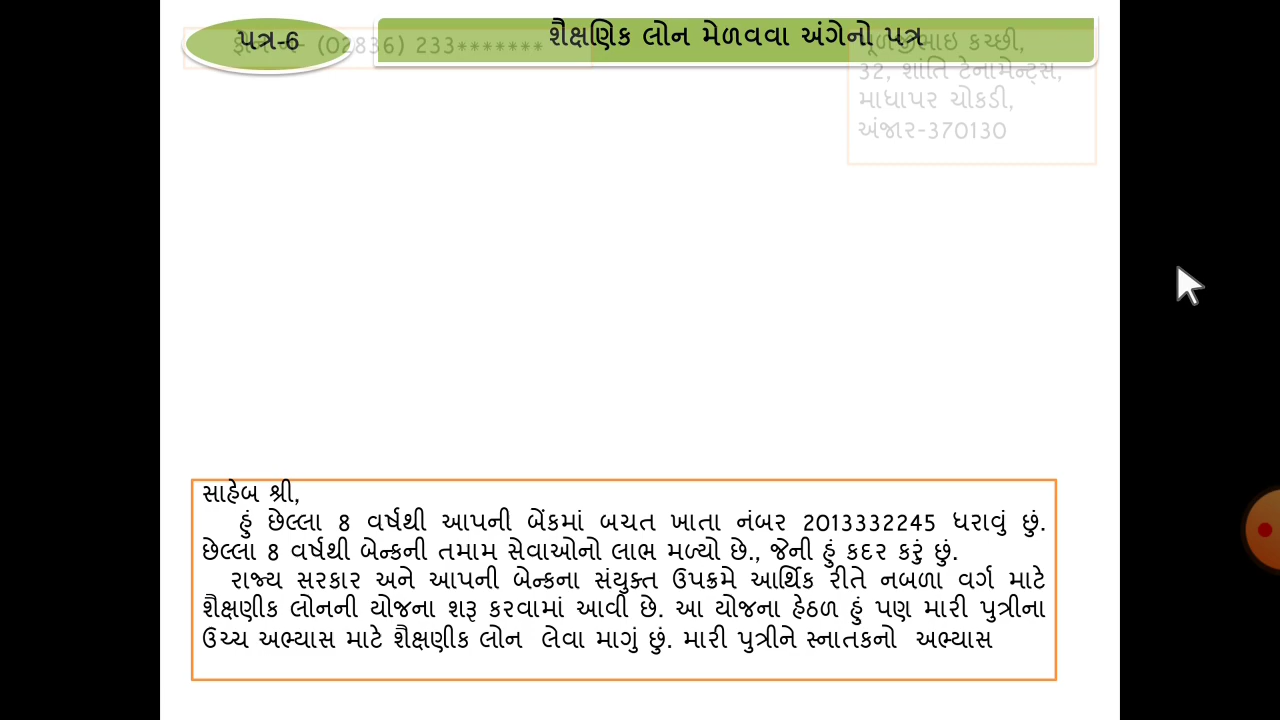 પત્ર-6
શૈક્ષણિક લોન મેળવવા અંગેનો પત્ર
(02836) 233*******
કચ્છી,
32, શાંતિ ટેનામેન્ટ્સ,
માધાપર ચોકડી,
અંજાર-370130
સાહેબ શ્રી,
હું છેલ્લા 8 વર્ષથી આપની બેંકમાં બચત ખાતા નંબર 2013332245 ધરાવું છું.
છેલ્લા 8 વર્ષથી બેન્કની તમામ સેવાઓનો લાભ મળ્યો છે., જેની હું કદર કરું છું.
રાજ્ય સરકાર અને આપની બેન્કના સંયુક્ત ઉપક્રમે આર્થિક રીતે નબળા વર્ગ માટે
શૈક્ષણીક લોનની યોજના શરૂ કરવામાં આવી છે. આ યોજના હેઠળ હું પણ મારી પુત્રીના
ઉચ્ચ અભ્યાસ માટે શૈક્ષણીક લોન લેવા માગું છું. મારી પુત્રીને સ્નાતકનો અભ્યાસ